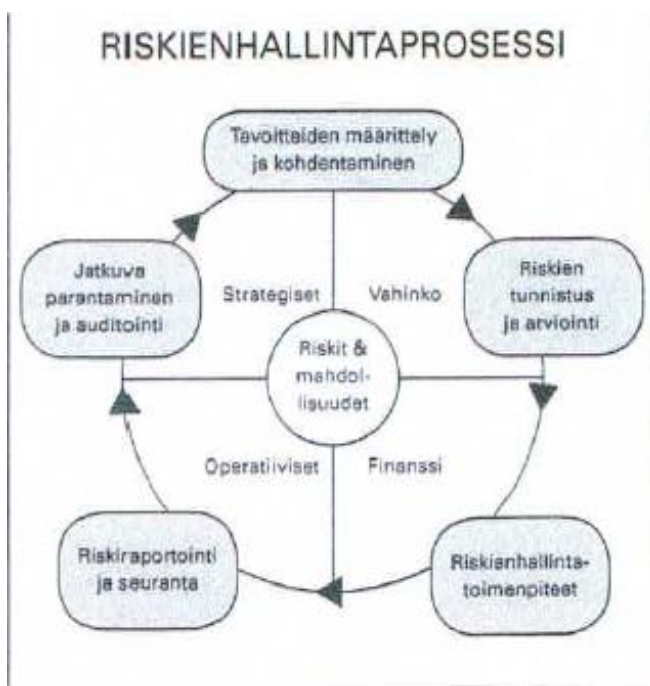 RISKIENHALLINTAPROSESSI
Tavoitteiden määrittely
ja kohdentaminen
Jatkuva
parantaminen
ja auditointi
Riskien
tunnistus
ja arviointi
Strategiset
Vahinko
Riskit &
mahdol-
lisuudet
Operatiiviset
Finanssi
Riskiraportointi
ja seuranta
Riskienhallinta-
toimenpiteet